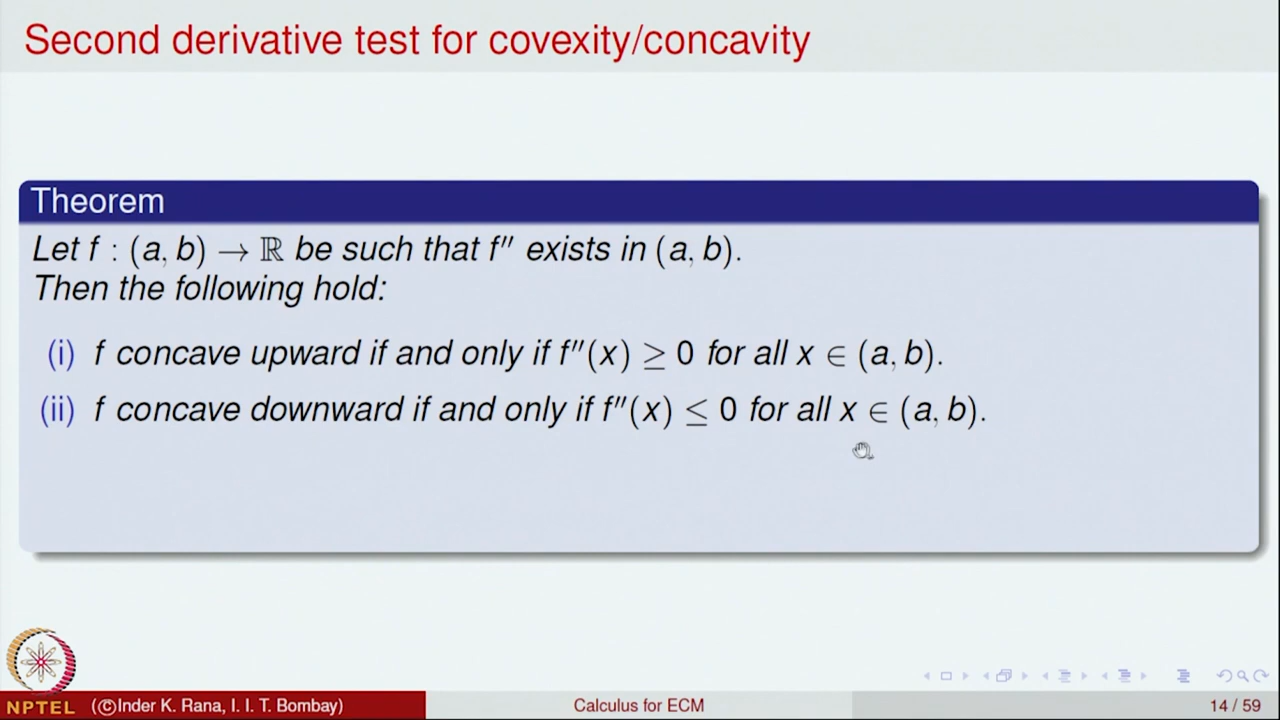 Second derivative test for covexity/concavity
Theorem
Let f : (a, b) → ℝ be such that f″ exists in (a, b).
Then the following hold:
(i) f concave upward if and only if f″(x) ≥ 0 for all x ∈ (a, b).
(ii) f concave downward if and only if f″(x) ≤ 0 for all x ∈ (a, b).
NPTEL (©Inder K. Rana, I. I. T. Bombay) Calculus for ECM 14 / 59